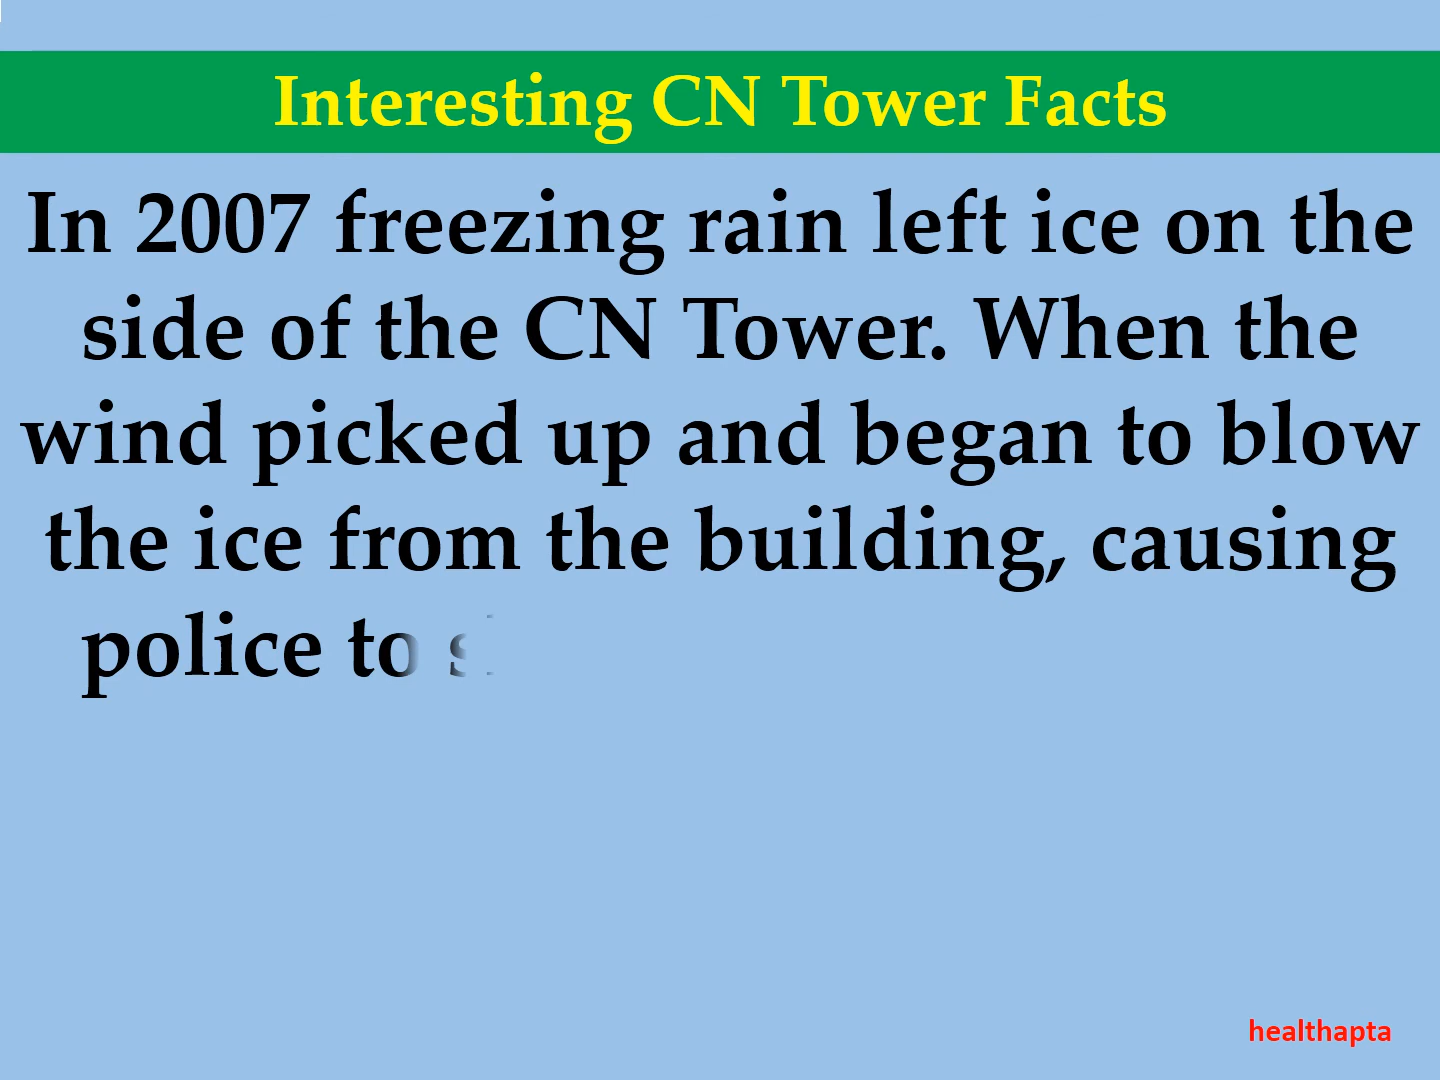 Interesting CN Tower Facts
In 2007 freezing rain left ice on the
side of the CN Tower. When the
wind picked up and began to blow
the ice from the building, causing
police to
healthapta